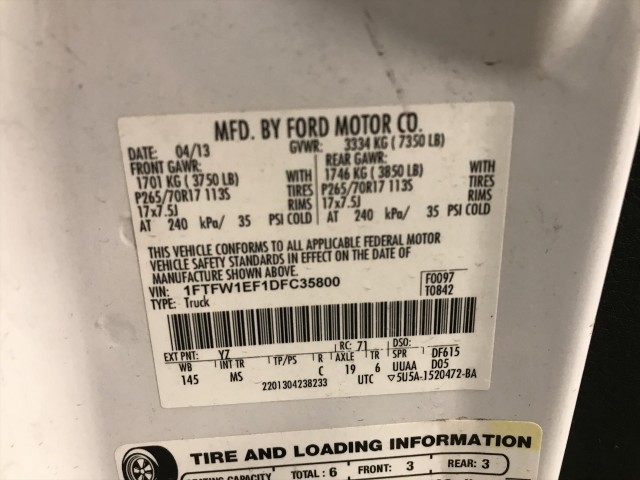 MFD. BY FORD MOTOR CO.
DATE: 04/13 GVWR: 3334 KG ( 7350 LB)
FRONT GAWR: REAR GAWR:
1701 KG ( 3750 LB) WITH 1746 KG ( 3850 LB) WITH
P265/70R17 113S TIRES P265/70R17 113S TIRES
17x7.5J RIMS 17x7.5J RIMS
AT 240 kPa/ 35 PSI COLD AT 240 kPa/ 35 PSI COLD
THIS VEHICLE CONFORMS TO ALL APPLICABLE FEDERAL MOTOR
VEHICLE SAFETY STANDARDS IN EFFECT ON THE DATE OF
MANUFACTURE SHOWN ABOVE.
VIN: 1FTFW1EF1DFC35800 F0097
TYPE: Truck T0842
EXT PNT: YZ RC: 71 DSO:
WB INT TR TP/PS R AXLE TR SPR DF615
145 MS C 19 6 UUAA D05
2201304238233 UTC ▽5U5A-1520472-BA
TIRE AND LOADING INFORMATION
SEATING CAPACITY TOTAL: 6 FRONT: 3 REAR: 3